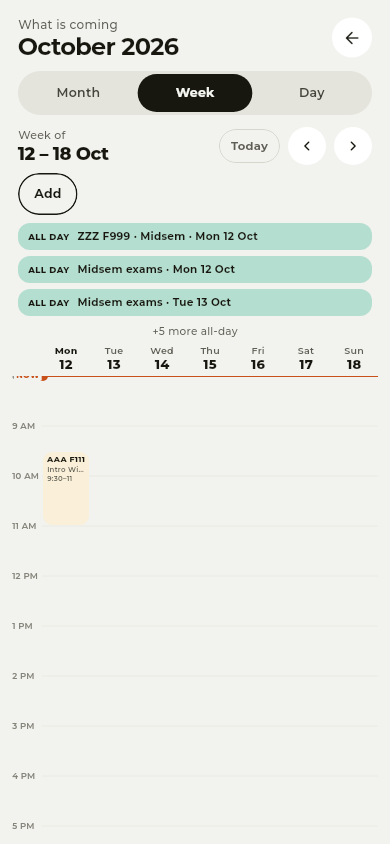 What is coming
October 2026
Month Week Day
Week of
12 – 18 Oct
Today
Add
ALL DAY ZZZ F999 · Midsem · Mon 12 Oct
ALL DAY Midsem exams · Mon 12 Oct
ALL DAY Midsem exams · Tue 13 Oct
+5 more all-day
Mon Tue Wed Thu Fri Sat Sun
12 13 14 15 16 17 18
9 AM
AAA F111
Intro Wi...
9:30–11
10 AM
11 AM
12 PM
1 PM
2 PM
3 PM
4 PM
5 PM